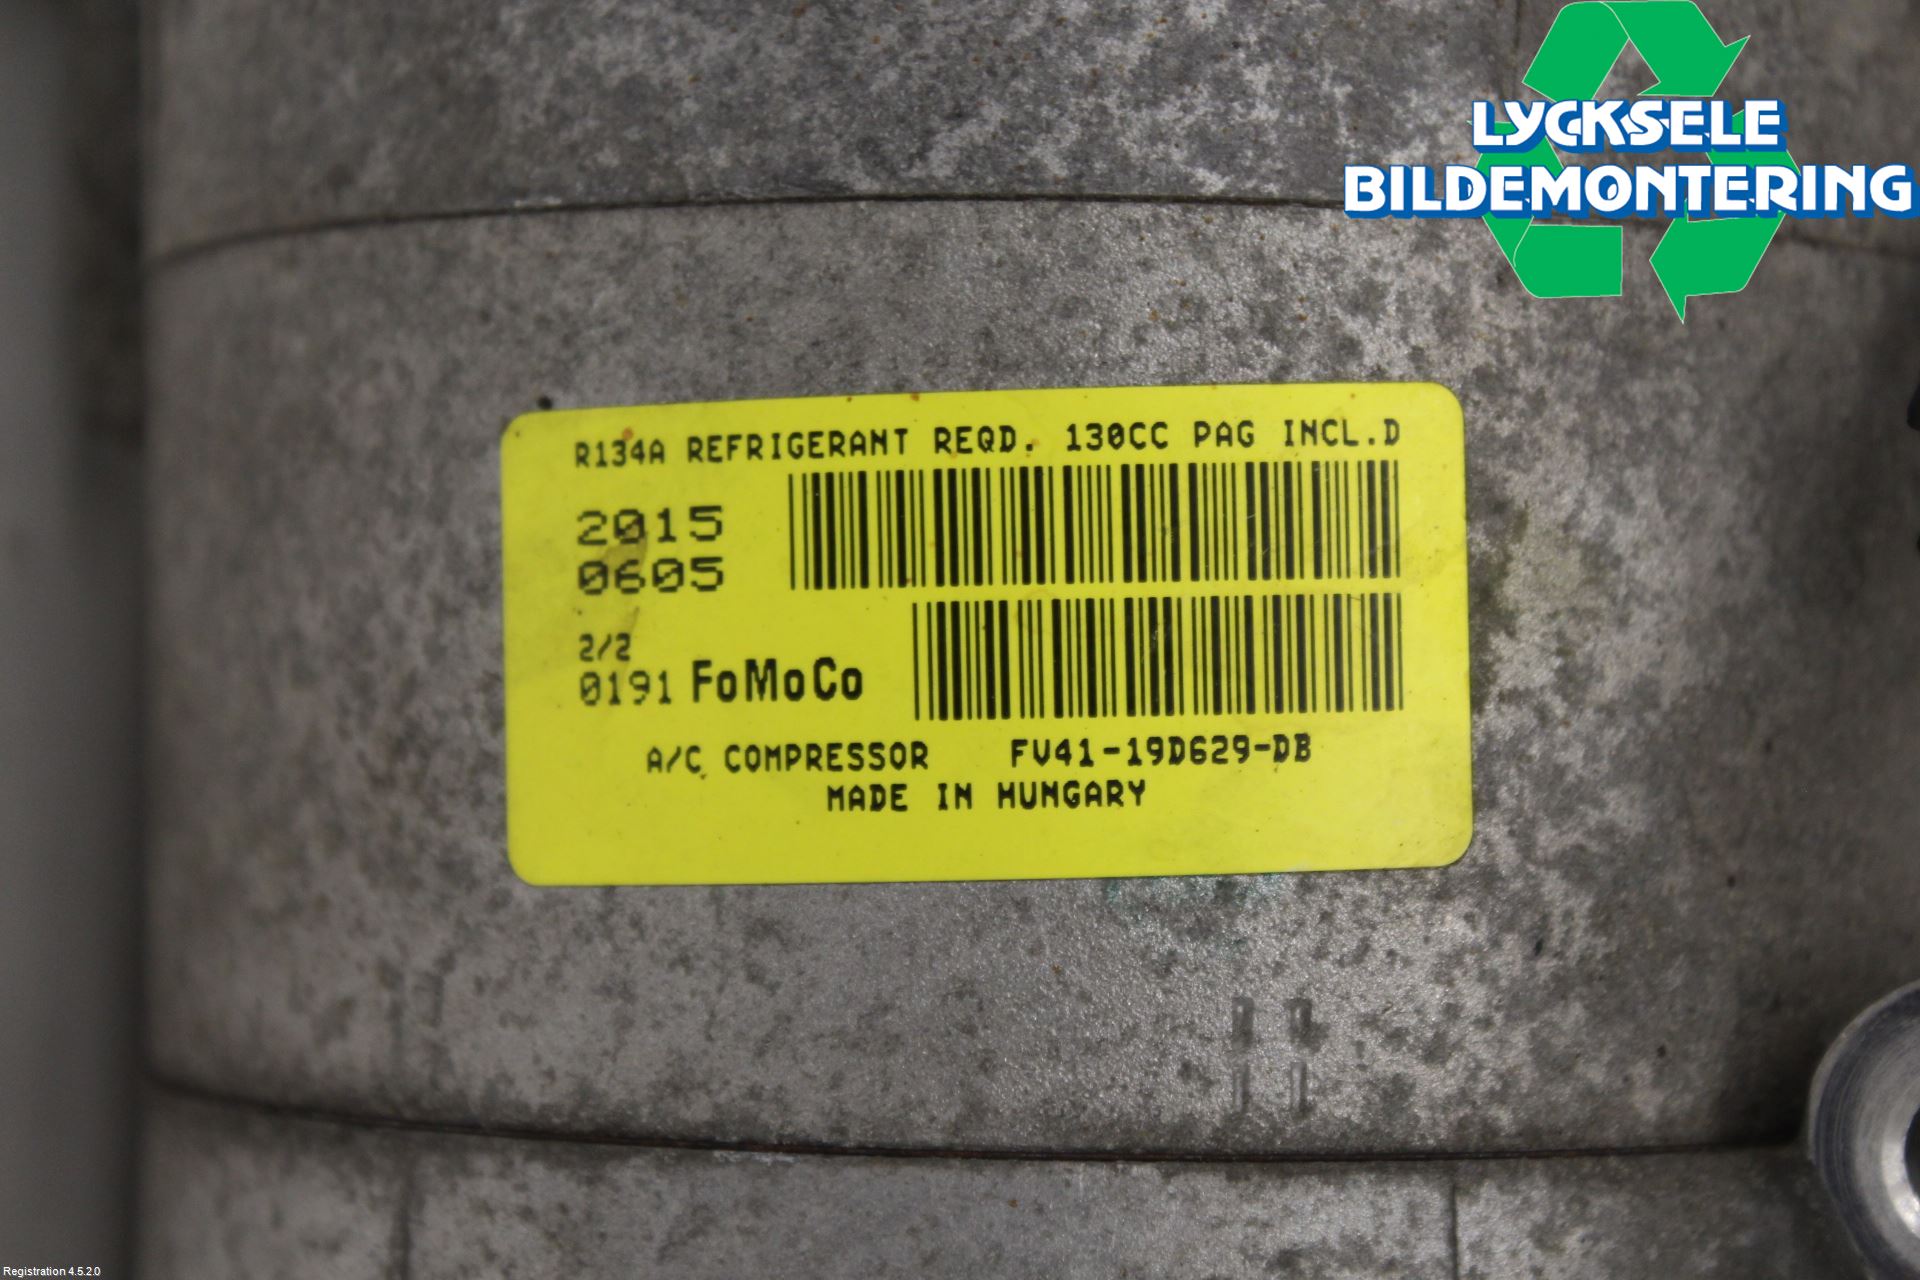 LYCKSELE
BILDEMONTERING
R134A REFRIGERANT REQD. 130CC PAG INCL.D
2015
0605
2/2
0191 FoMoCo
A/C COMPRESSOR FV41-19D629-DB
MADE IN HUNGARY
Registration 4.5.2.0